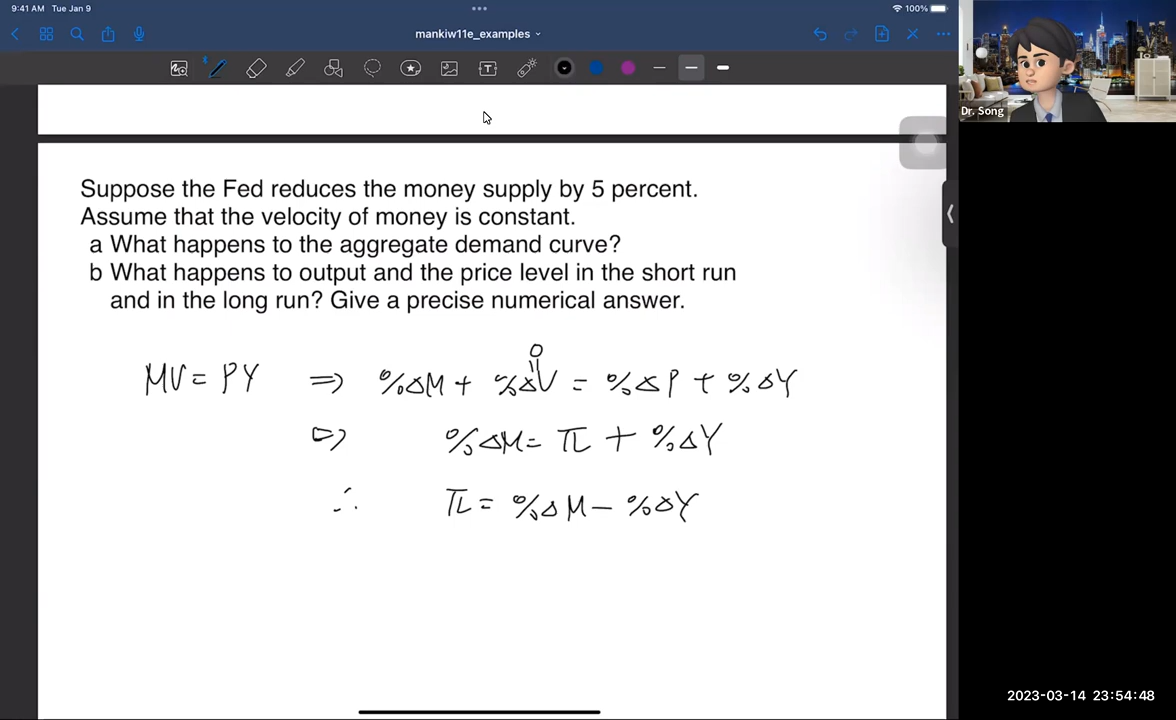 9:41 AM Tue Jan 9
100%
mankiw11e_examples
Dr. Song
Suppose the Fed reduces the money supply by 5 percent.
Assume that the velocity of money is constant.
a What happens to the aggregate demand curve?
b What happens to output and the price level in the short run
and in the long run? Give a precise numerical answer.
0
MV = PY ⇒ %ΔM + %ΔV = %ΔP + %ΔY
⇒ %ΔM = π + %ΔY
∴ π = %ΔM − %ΔY
2023-03-14 23:54:48